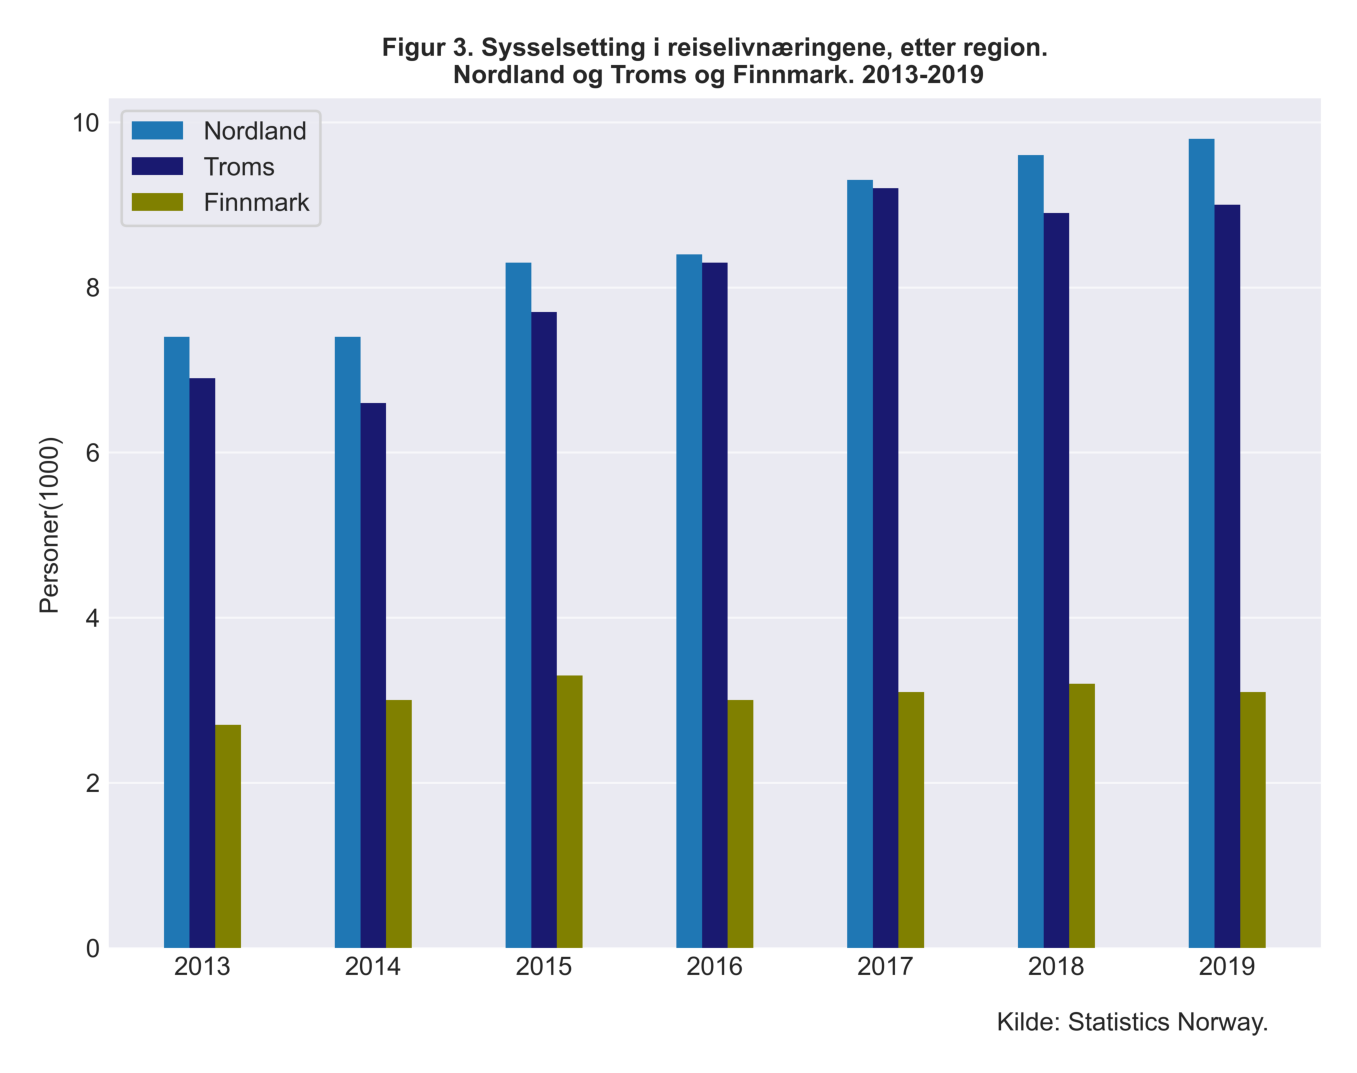 Figur 3. Sysselsetting i reiselivnæringene, etter region.
Nordland og Troms og Finnmark. 2013-2019
Nordland
Troms
Finnmark
Personer(1000)
10
8
6
4
2
0
2013 2014 2015 2016 2017 2018 2019
Kilde: Statistics Norway.